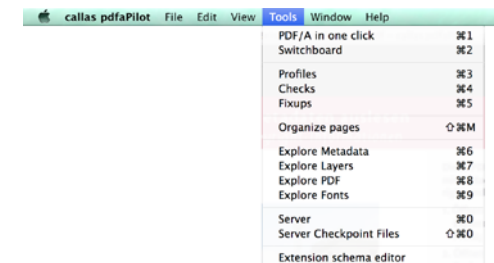 callas pdfaPilot File Edit View Tools Window Help
PDF/A in one click ⌘1
Switchboard ⌘2
Profiles ⌘3
Checks ⌘4
Fixups ⌘5
Organize pages ⇧⌘M
Explore Metadata ⌘6
Explore Layers ⌘7
Explore PDF ⌘8
Explore Fonts ⌘9
Server ⌘0
Server Checkpoint Files ⇧⌘0
Extension schema editor